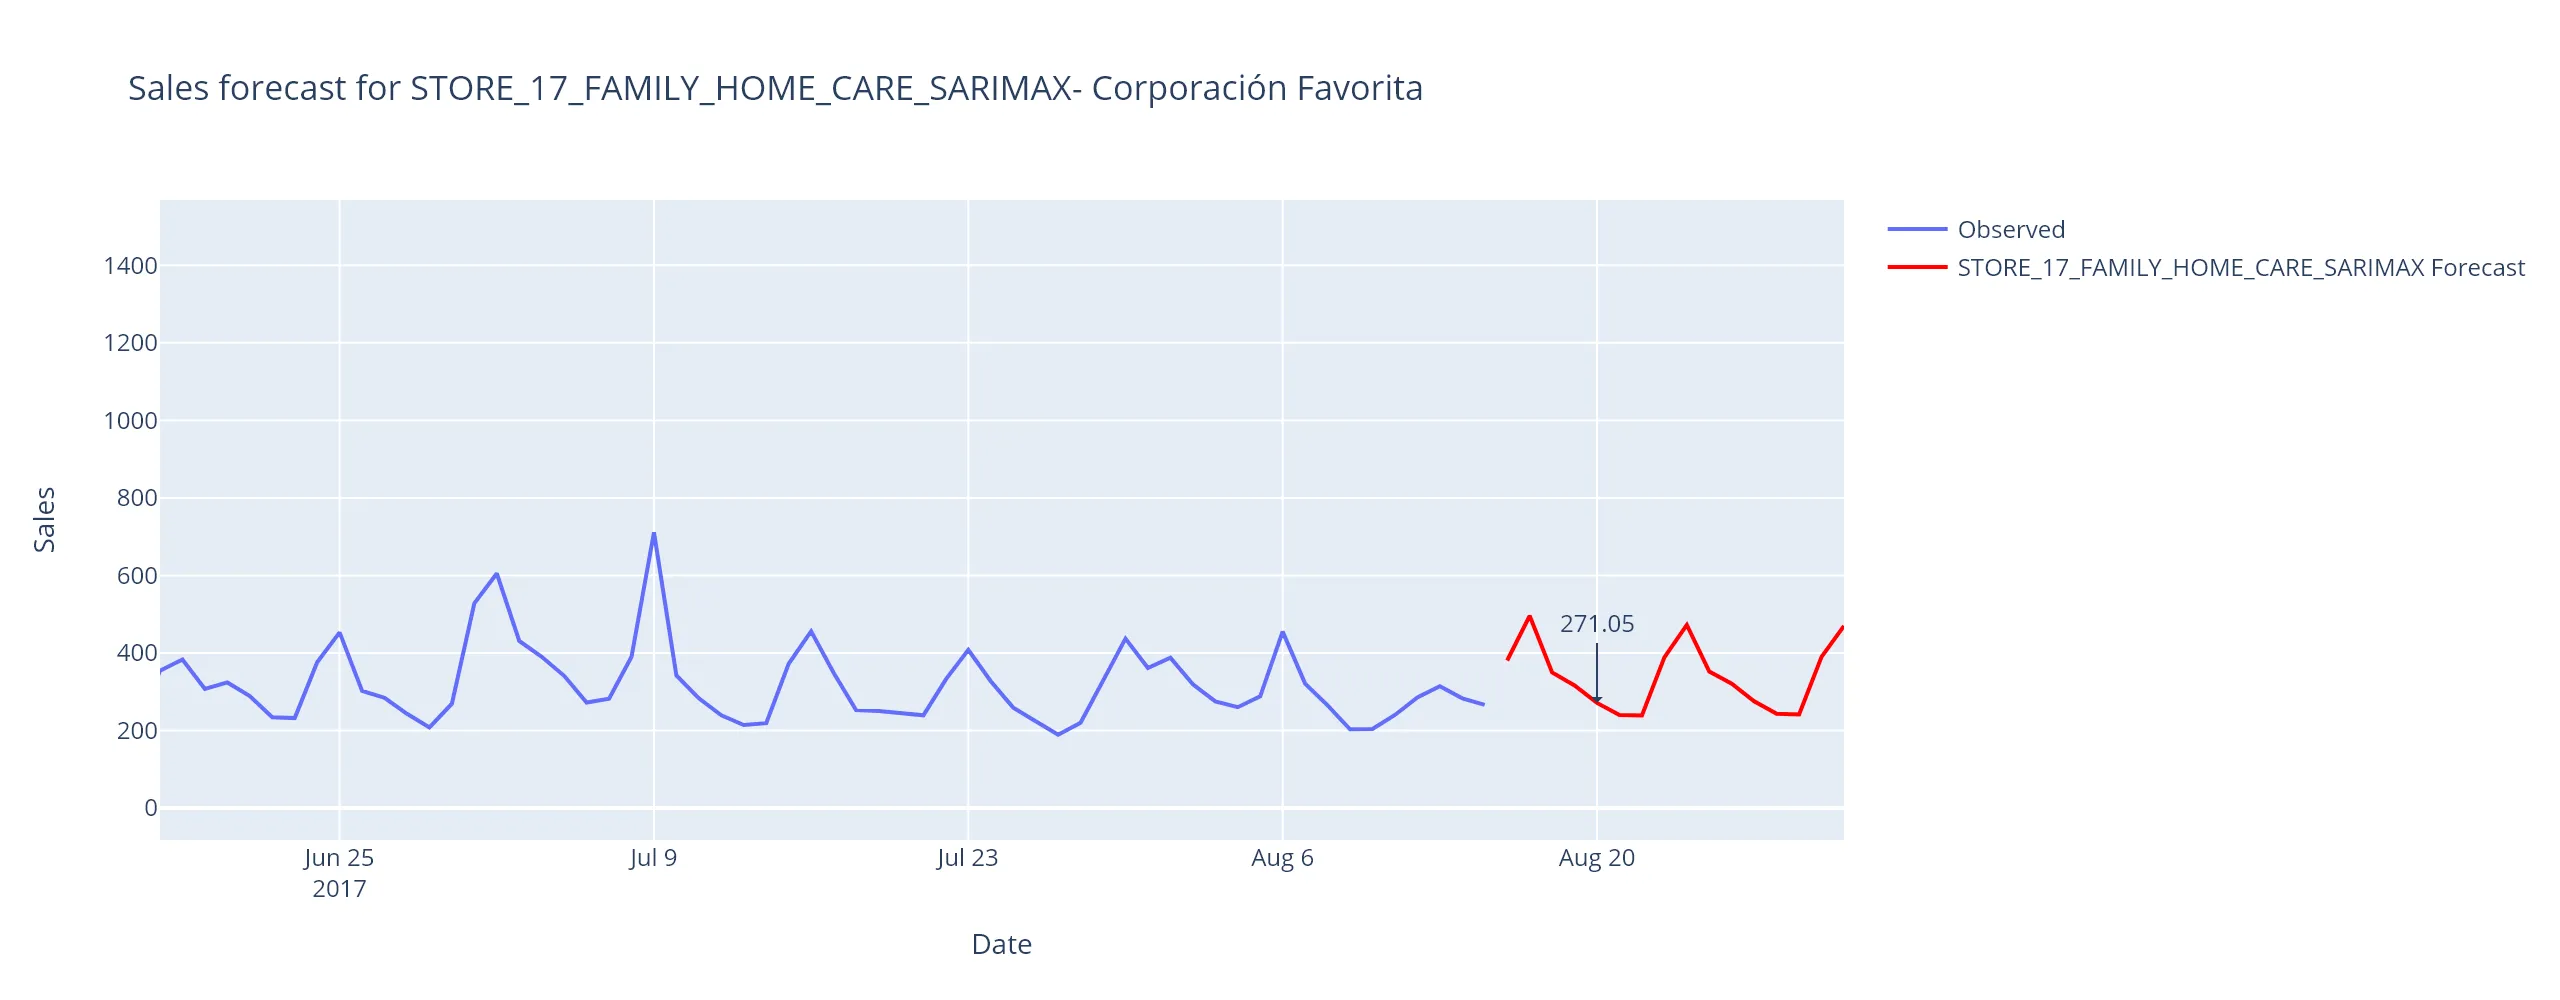 Sales forecast for STORE_17_FAMILY_HOME_CARE_SARIMAX- Corporación Favorita
Observed
STORE_17_FAMILY_HOME_CARE_SARIMAX Forecast
1400
1200
1000
800
600
400
200
0
Sales
271.05
Jun 25
2017
Jul 9
Jul 23
Aug 6
Aug 20
Date